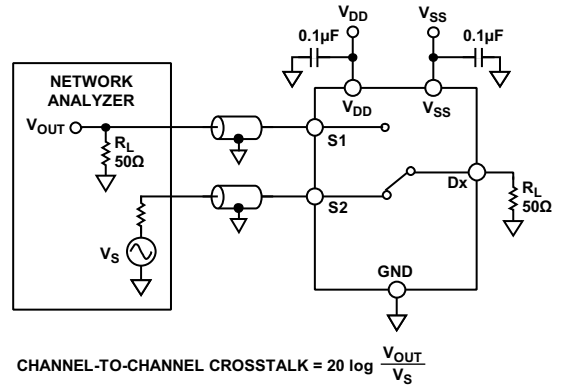 V_DD
V_SS
0.1µF
0.1µF
NETWORK
ANALYZER
V_DD
V_SS
V_OUT
R_L
50Ω
S1
S2
Dx
R_L
50Ω
V_S
GND
CHANNEL-TO-CHANNEL CROSSTALK = 20 log V_OUT
V_S